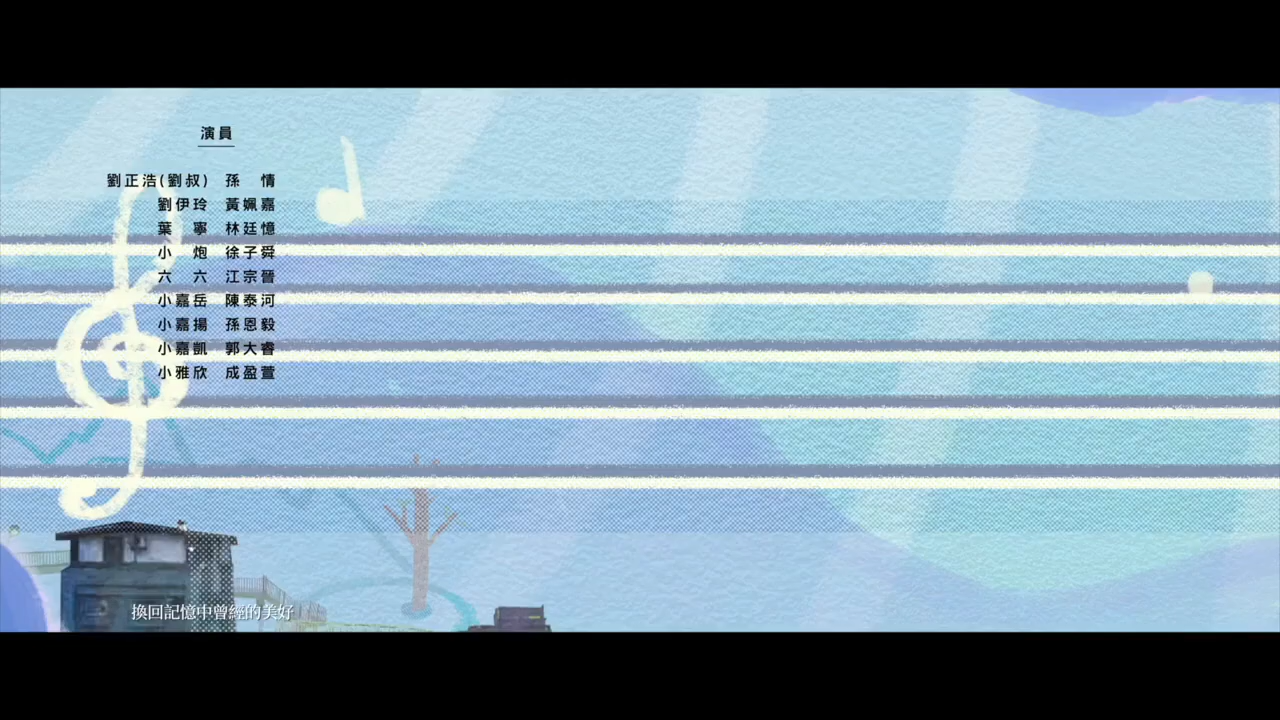 演員
劉正浩(劉叔) 孫 情
劉伊玲 黃姵嘉
葉 寧 林廷憶
小 炮 徐子舜
六 六 江宗晉
小嘉岳 陳泰河
小嘉揚 孫恩毅
小嘉凱 郭大睿
小雅欣 成盈萱
換回記憶中曾經的美好